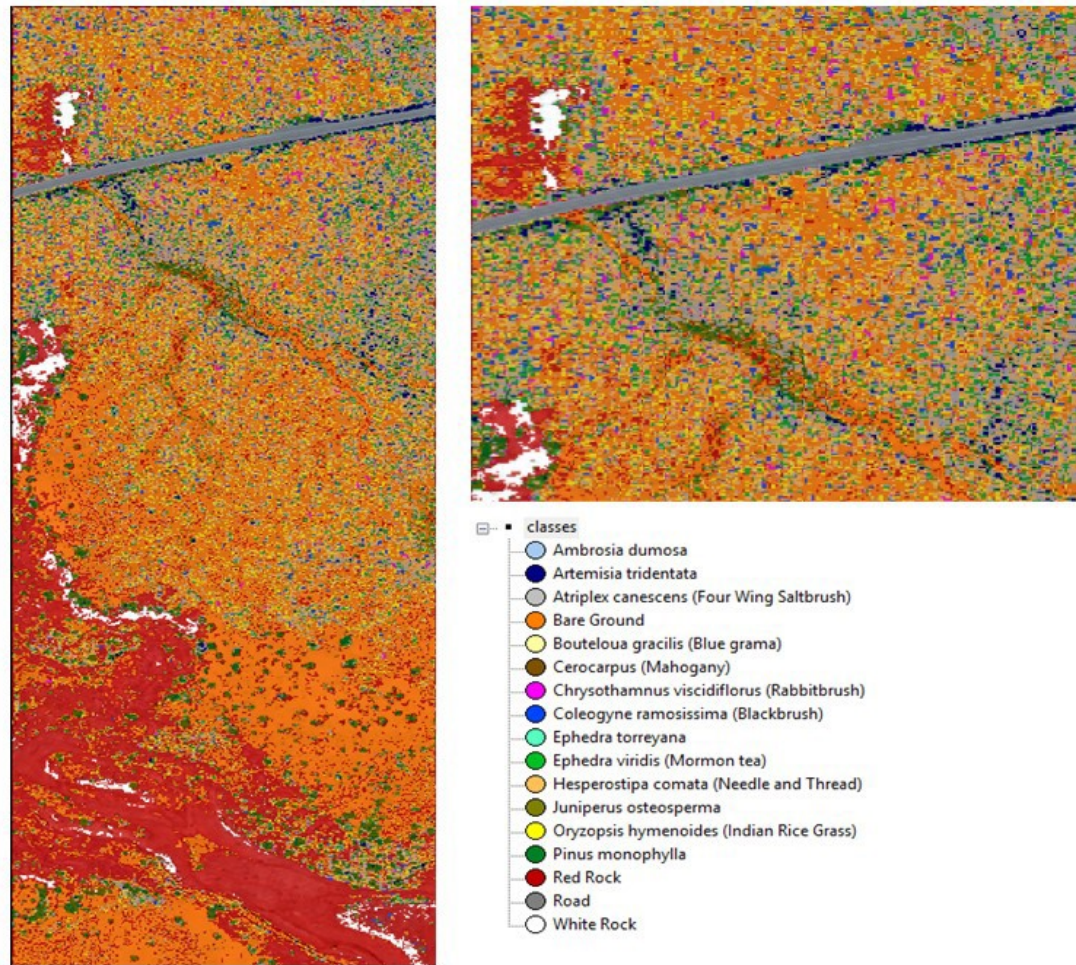 classes
Ambrosia dumosa
Artemisia tridentata
Atriplex canescens (Four Wing Saltbrush)
Bare Ground
Bouteloua gracilis (Blue grama)
Cerocarpus (Mahogany)
Chrysothamnus viscidiflorus (Rabbitbrush)
Coleogyne ramosissima (Blackbrush)
Ephedra torreyana
Ephedra viridis (Mormon tea)
Hesperostipa comata (Needle and Thread)
Juniperus osteosperma
Oryzopsis hymenoides (Indian Rice Grass)
Pinus monophylla
Red Rock
Road
White Rock